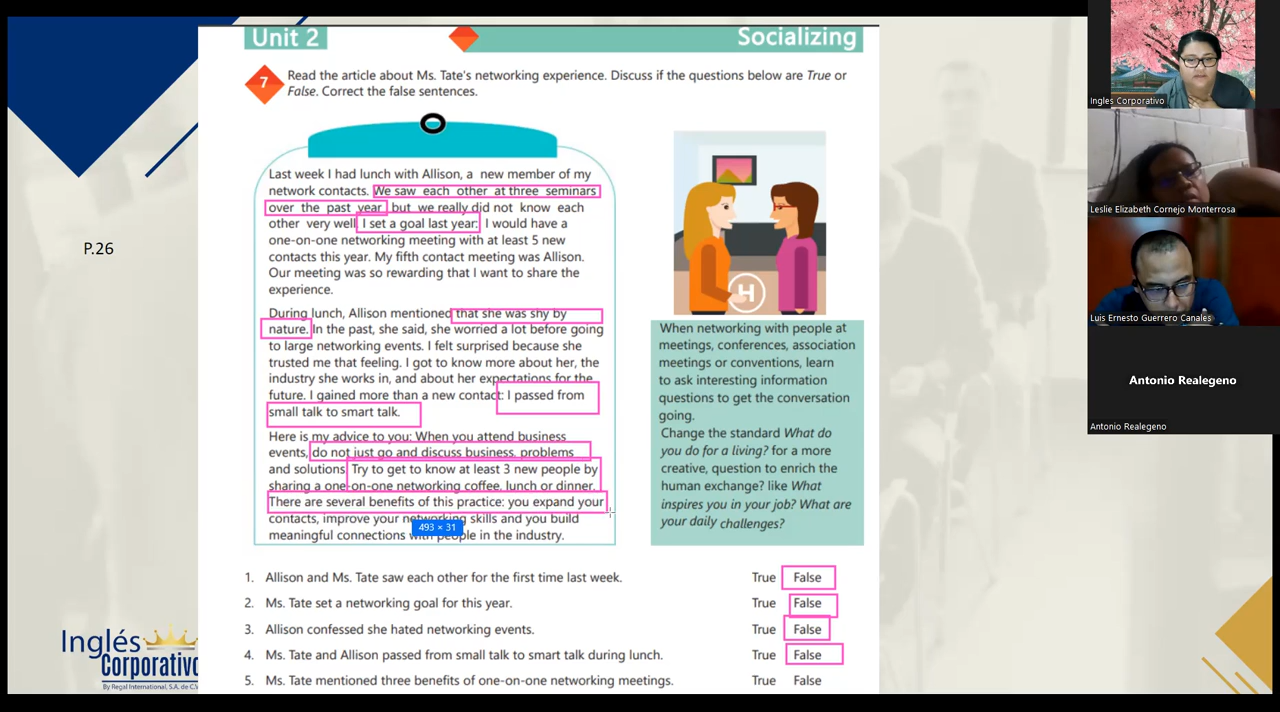 Unit 2
Socializing
7
Read the article about Ms. Tate's networking experience. Discuss if the questions below are True or
False. Correct the false sentences.
Last week I had lunch with Allison, a new member of my
network contacts. We saw each other at three seminars
over the past year but we really did not know each
other very well. I set a goal last year: I would have a
one-on-one networking meeting with at least 5 new
contacts this year. My fifth contact meeting was Allison.
Our meeting was so rewarding that I want to share the
experience.
During lunch, Allison mentioned that she was shy by
nature. In the past, she said, she worried a lot before going
to large networking events. I felt surprised because she
trusted me that feeling. I got to know more about her, the
industry she works in, and about her expectations for the
future. I gained more than a new contact: I passed from
small talk to smart talk.
Here is my advice to you: When you attend business
events, do not just go and discuss business, problems
and solutions. Try to get to know at least 3 new people by
sharing a one-on-one networking coffee, lunch or dinner.
There are several benefits of this practice: you expand your
contacts, improve your networking skills and you build
meaningful connections with people in the industry.
493 × 31
H
When networking with people at
meetings, conferences, association
meetings or conventions, learn
to ask interesting information
questions to get the conversation
going.
Change the standard What do
you do for a living? for a more
creative, question to enrich the
human exchange? like What
inspires you in your job? What are
your daily challenges?
1. Allison and Ms. Tate saw each other for the first time last week. True False
2. Ms. Tate set a networking goal for this year. True False
3. Allison confessed she hated networking events. True False
4. Ms. Tate and Allison passed from small talk to smart talk during lunch. True False
5. Ms. Tate mentioned three benefits of one-on-one networking meetings. True False
P.26
Inglés
Corporativo
By Regal International, S.A. de C.V.
Ingles Corporativo
Leslie Elizabeth Cornejo Monterrosa
Luis Ernesto Guerrero Canales
Antonio Realegeno
Antonio Realegeno